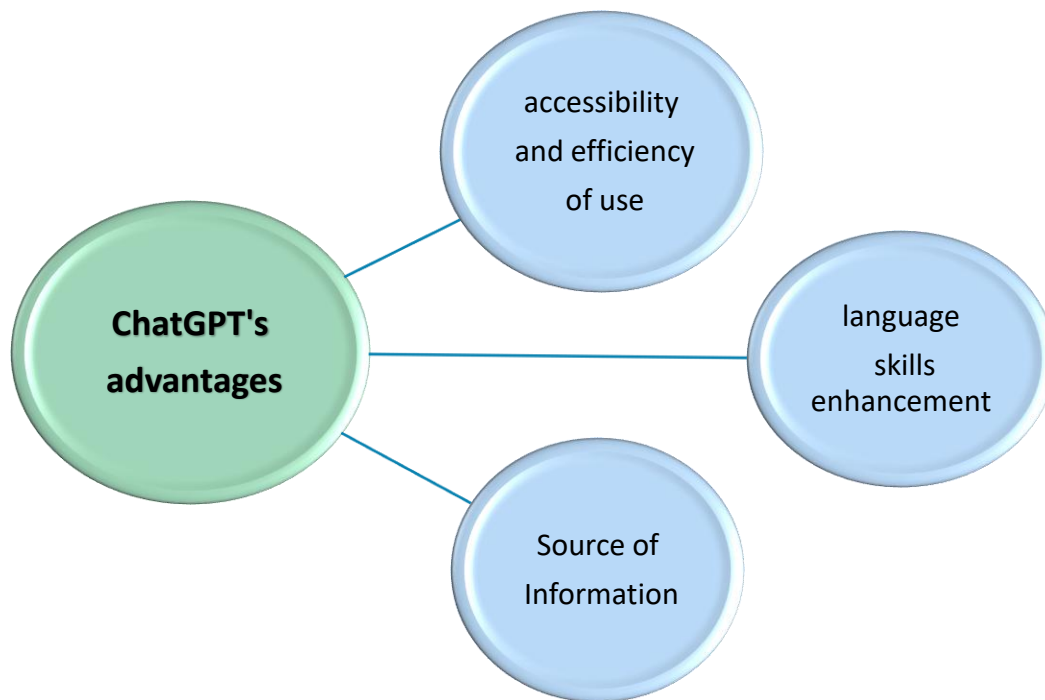 accessibility
and efficiency
of use
ChatGPT's
advantages
language
skills
enhancement
Source of
Information